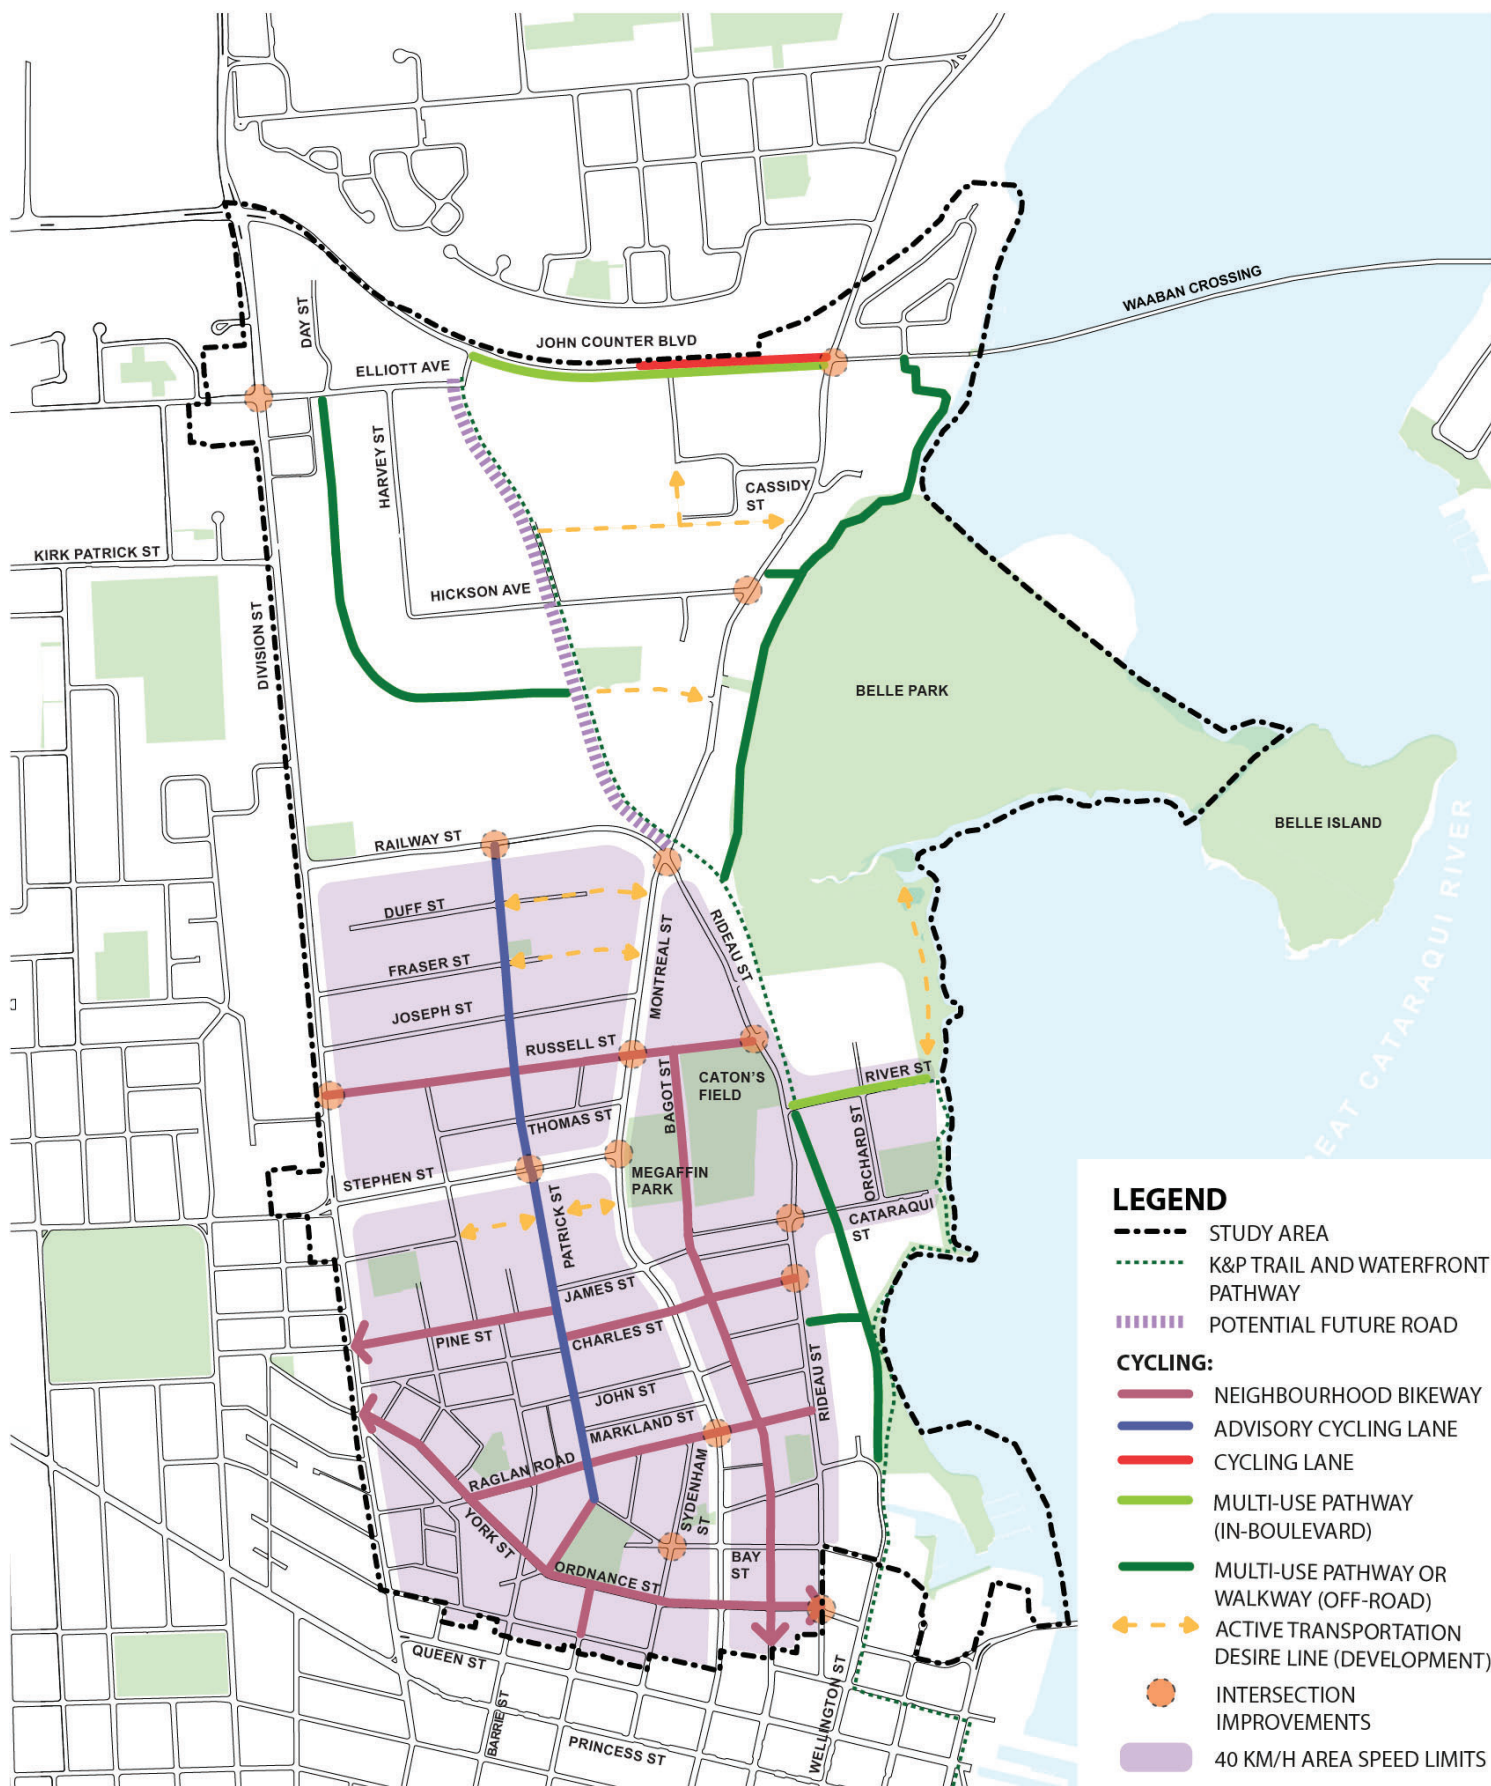 WAABAN CROSSING
DAY ST
JOHN COUNTER BLVD
ELLIOTT AVE
HARVEY ST
CASSIDY
ST
KIRK PATRICK ST
HICKSON AVE
DIVISION ST
BELLE PARK
BELLE ISLAND
RAILWAY ST
DUFF ST
RIDEAU ST
MONTREAL ST
FRASER ST
JOSEPH ST
RUSSELL ST
BAGOT ST
CATON'S
FIELD
RIVER ST
THOMAS ST
ORCHARD ST
STEPHEN ST
MEGAFFIN
PARK
PATRICK ST
CATARAQUI
ST
EAT CATARAQUI RIVER
JAMES ST
PINE ST
CHARLES ST
JOHN ST
RIDEAU ST
MARKLAND ST
RAGLAN ROAD
SYDENHAM
ST
YORK ST
ORDNANCE ST
BAY
ST
QUEEN ST
BARRIE ST
PRINCESS ST
WELLINGTON ST
LEGEND
STUDY AREA
K&P TRAIL AND WATERFRONT
PATHWAY
POTENTIAL FUTURE ROAD
CYCLING:
NEIGHBOURHOOD BIKEWAY
ADVISORY CYCLING LANE
CYCLING LANE
MULTI-USE PATHWAY
(IN-BOULEVARD)
MULTI-USE PATHWAY OR
WALKWAY (OFF-ROAD)
ACTIVE TRANSPORTATION
DESIRE LINE (DEVELOPMENT)
INTERSECTION
IMPROVEMENTS
40 KM/H AREA SPEED LIMITS